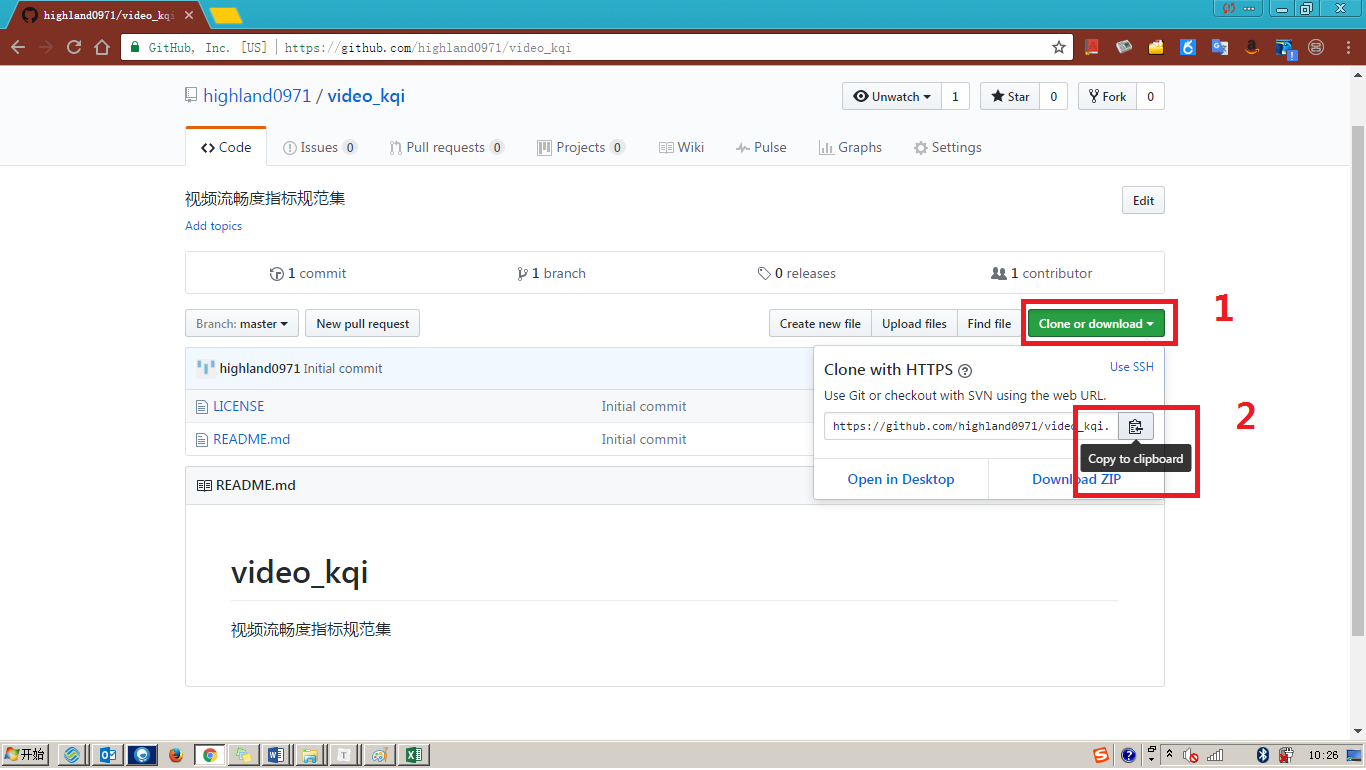 highland0971/video_kqi
GitHub, Inc. [US] | https://github.com/highland0971/video_kqi
highland0971 / video_kqi
Unwatch 1 Star 0 Fork 0
Code Issues 0 Pull requests 0 Projects 0 Wiki Pulse Graphs Settings
视频流畅度指标规范集 Edit
Add topics
1 commit 1 branch 0 releases 1 contributor
1
Branch: master New pull request Create new file Upload files Find file Clone or download
highland0971 Initial commit
Clone with HTTPS Use SSH
Use Git or checkout with SVN using the web URL.
LICENSE Initial commit
2
https://github.com/highland0971/video_kqi.
README.md Initial commit
Copy to clipboard
Open in Desktop Download ZIP
README.md
video_kqi
视频流畅度指标规范集
开始 10:26